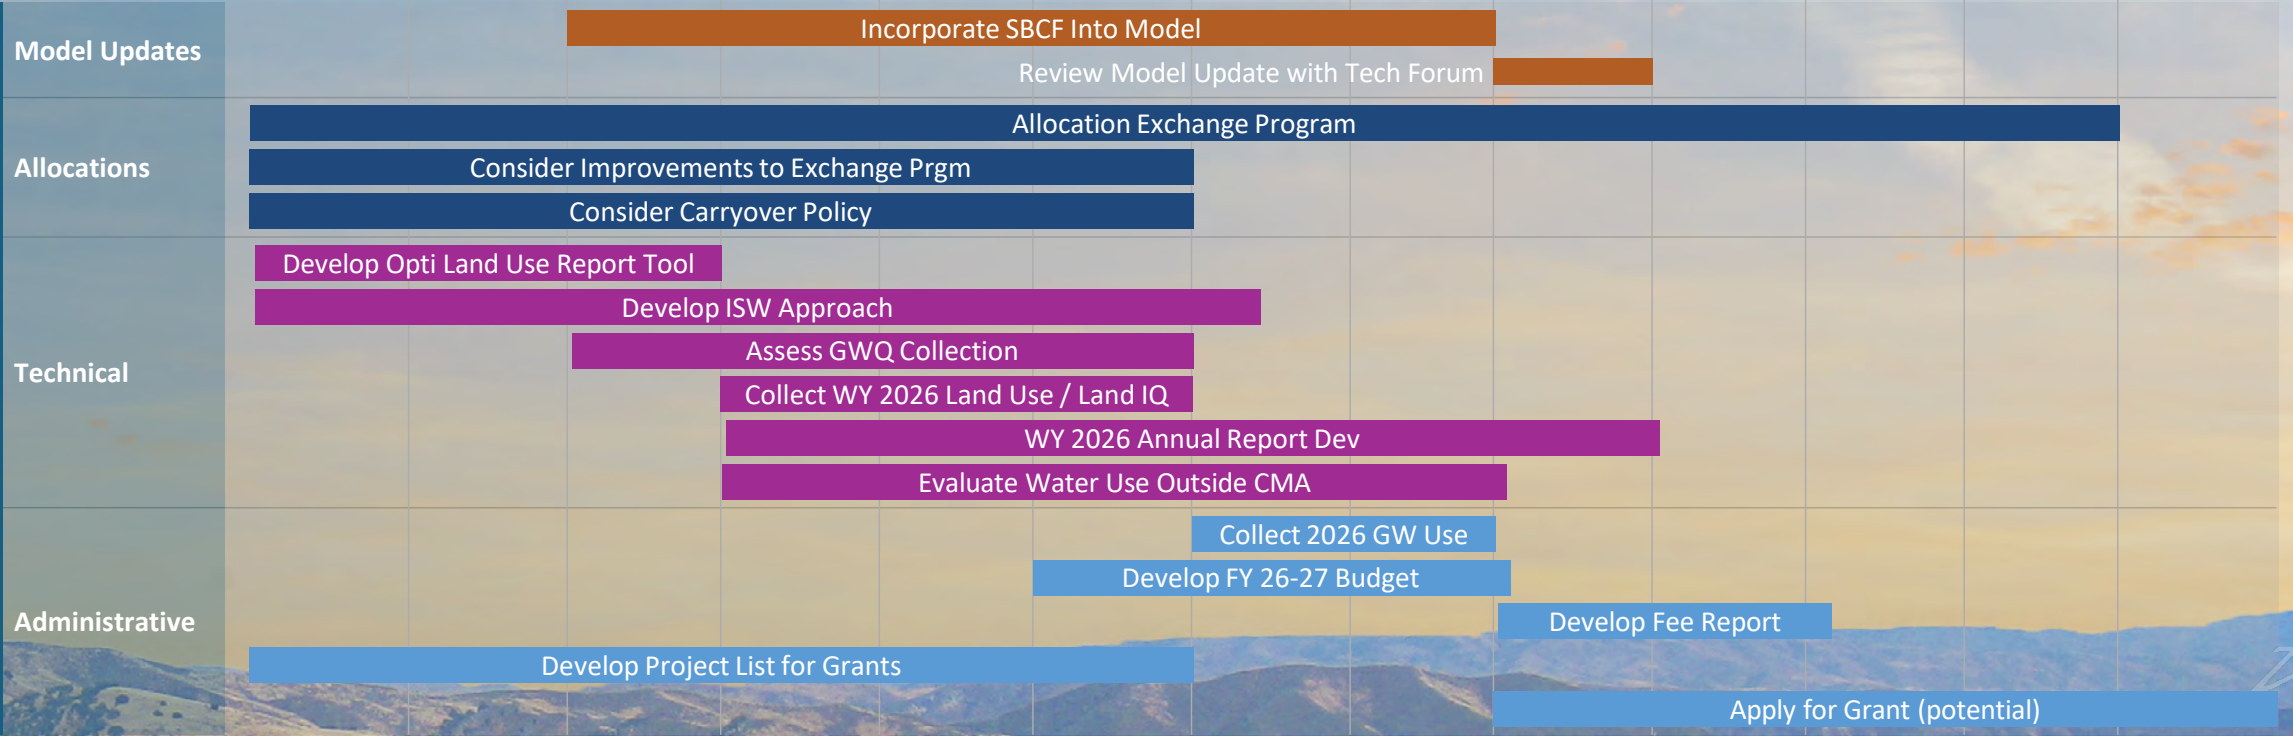 Model Updates
Incorporate SBCF Into Model
Review Model Update with Tech Forum
Allocations
Allocation Exchange Program
Consider Improvements to Exchange Prgm
Consider Carryover Policy
Technical
Develop Opti Land Use Report Tool
Develop ISW Approach
Assess GWQ Collection
Collect WY 2026 Land Use / Land IQ
WY 2026 Annual Report Dev
Evaluate Water Use Outside CMA
Administrative
Collect 2026 GW Use
Develop FY 26-27 Budget
Develop Fee Report
Develop Project List for Grants
Apply for Grant (potential)